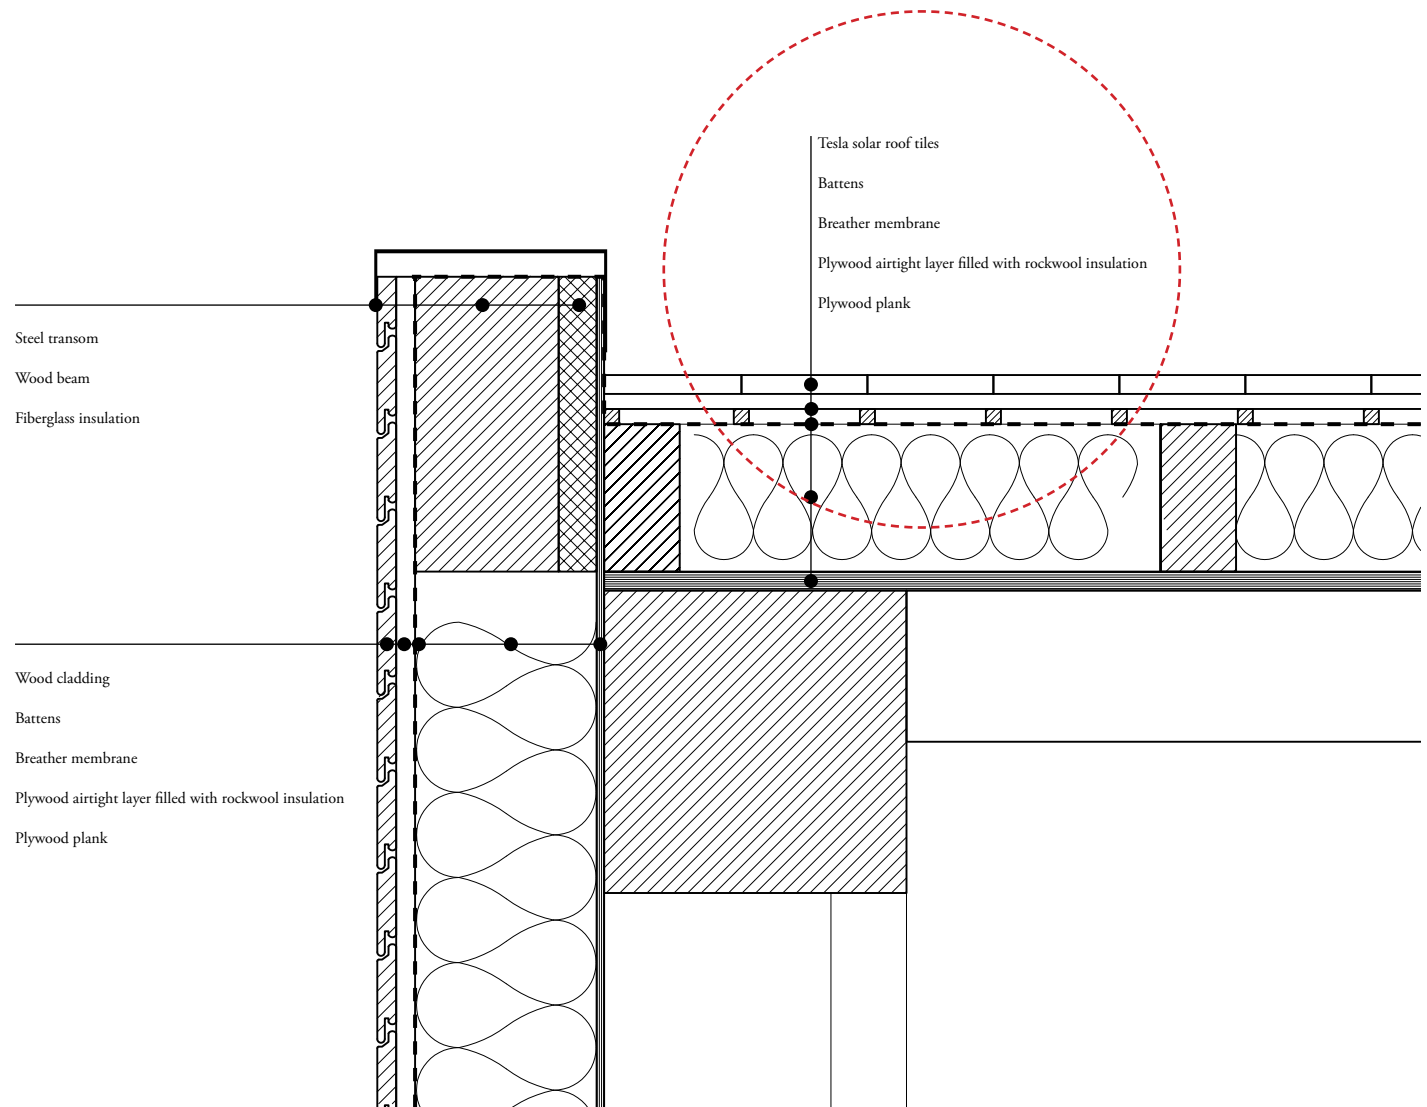 Tesla solar roof tiles
Battens
Breather membrane
Plywood airtight layer filled with rockwool insulation
Plywood plank
Steel transom
Wood beam
Fiberglass insulation
Wood cladding
Battens
Breather membrane
Plywood airtight layer filled with rockwool insulation
Plywood plank